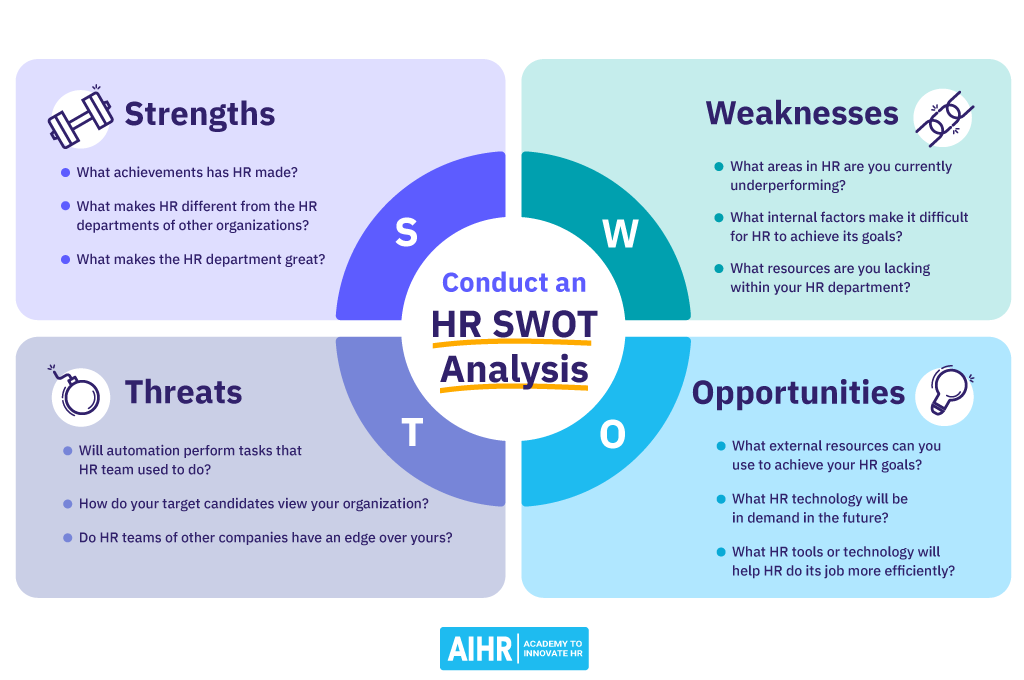 Strengths
What achievements has HR made?
What makes HR different from the HR
departments of other organizations?
What makes the HR department great?
Weaknesses
What areas in HR are you currently
underperforming?
What internal factors make it difficult
for HR to achieve its goals?
What resources are you lacking
within your HR department?
S
W
Conduct an
HR SWOT
Analysis
T
O
Threats
Will automation perform tasks that
HR team used to do?
How do your target candidates view your organization?
Do HR teams of other companies have an edge over yours?
Opportunities
What external resources can you
use to achieve your HR goals?
What HR technology will be
in demand in the future?
What HR tools or technology will
help HR do its job more efficiently?
AIHR
ACADEMY TO
INNOVATE HR